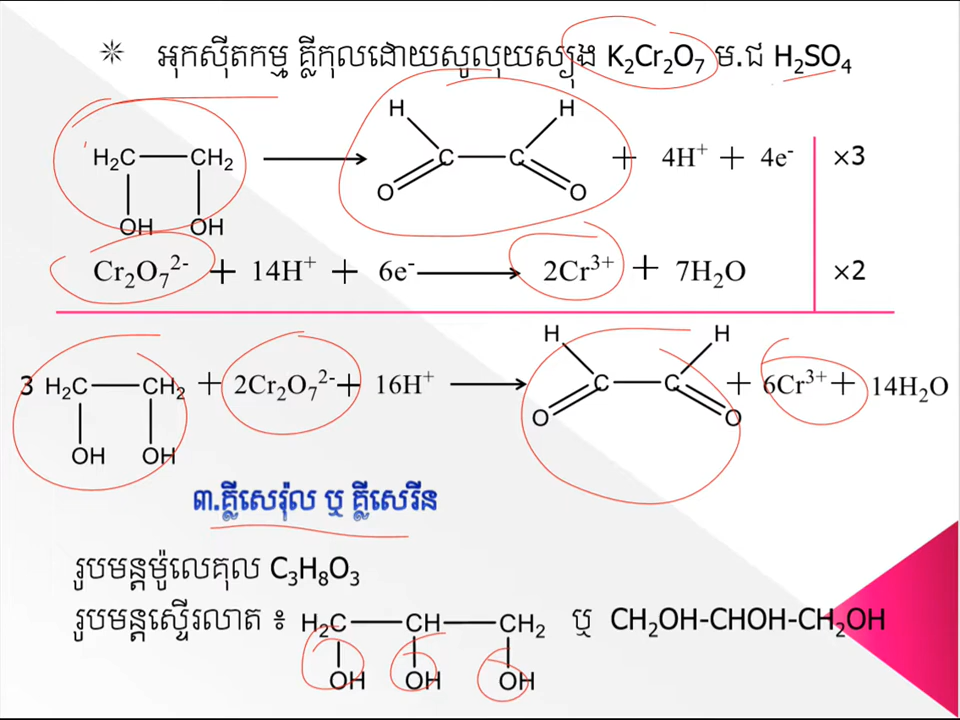 អុកស៊ីតកម្ម គ្លីកុលដោយសូលុយស្យុង K₂Cr₂O₇ ម.ជ H₂SO₄
H H
H₂C CH₂ C C + 4H⁺ + 4e⁻ ×3
O O
OH OH
Cr₂O₇²⁻ + 14H⁺ + 6e⁻ → 2Cr³⁺ + 7H₂O ×2
H H
3 H₂C CH₂ + 2Cr₂O₇²⁻ + 16H⁺ → C C + 6Cr³⁺ + 14H₂O
O O
OH OH
៣.គ្លីសេរ៉ុល ឬ គ្លីសេរីន
រូបមន្តម៉ូលេគុល C₃H₈O₃
រូបមន្តស្ទើរលាត ៖ H₂C CH CH₂ ឬ CH₂OH-CHOH-CH₂OH
OH OH OH